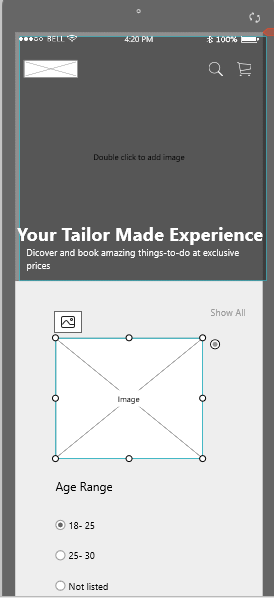 BELL 4:20 PM 100%
Double click to add image
Your Tailor Made Experience
Dicover and book amazing things-to-do at exclusive
prices
Show All
Image
Age Range
18- 25
25- 30
Not listed